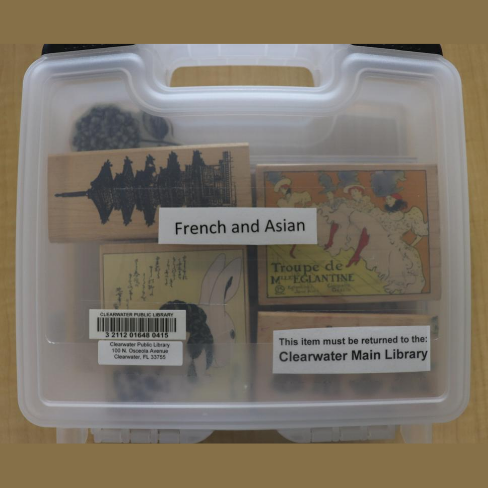 French and Asian
Troupe de
Mlle EGLANTINE
CLEARWATER PUBLIC LIBRARY
3 2112 01648 0415
Clearwater Public Library
100 N. Osceola Avenue
Clearwater, FL 33755
This item must be returned to the:
Clearwater Main Library